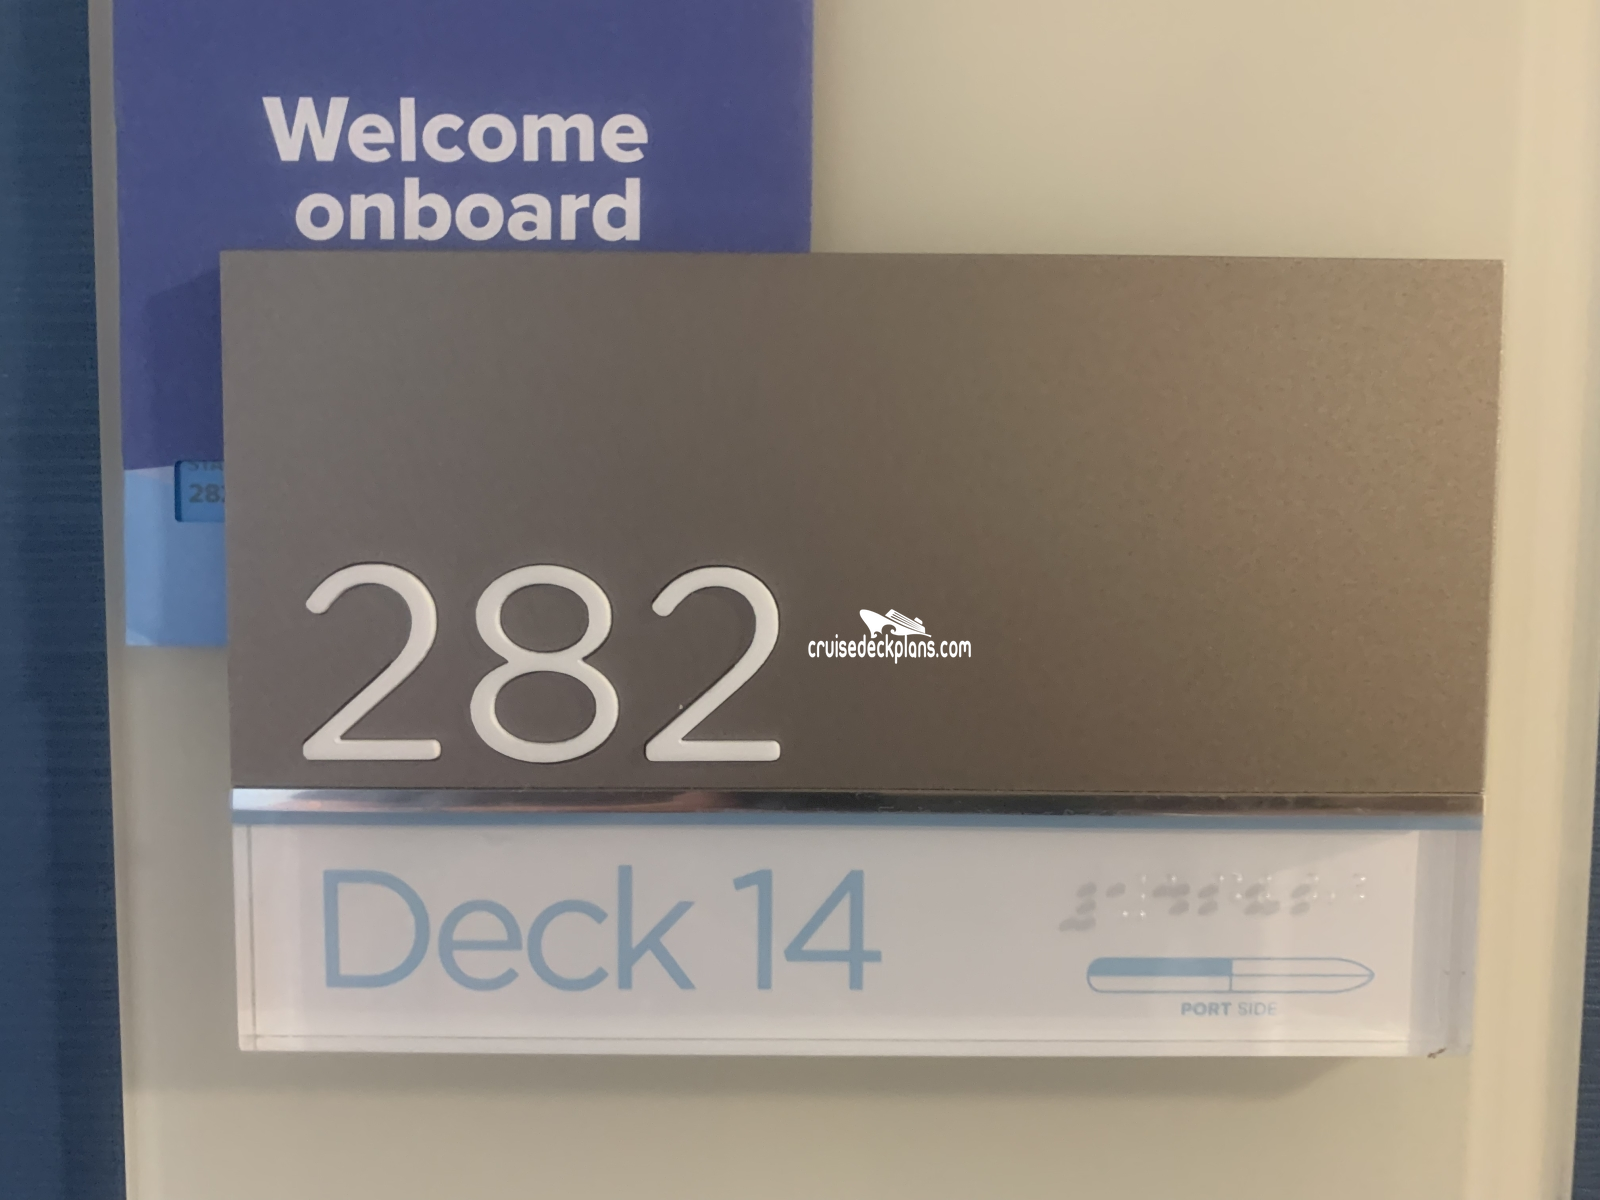 Welcome
onboard
282
cruisedeckplans.com
Deck 14
PORT SIDE